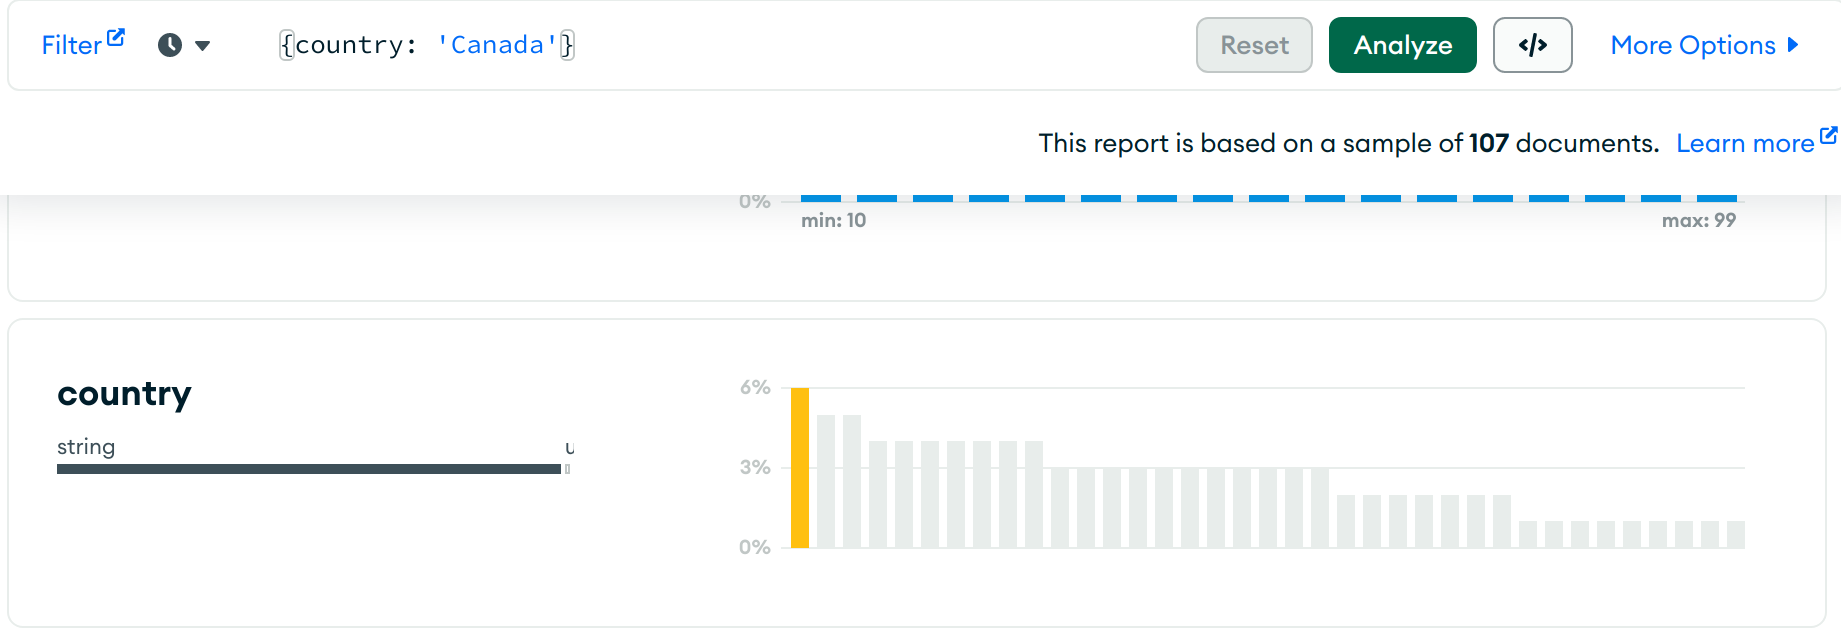 Filter {country: 'Canada'} Reset Analyze </> More Options
This report is based on a sample of 107 documents. Learn more
0%
min: 10 max: 99
country
string u
6%
3%
0%